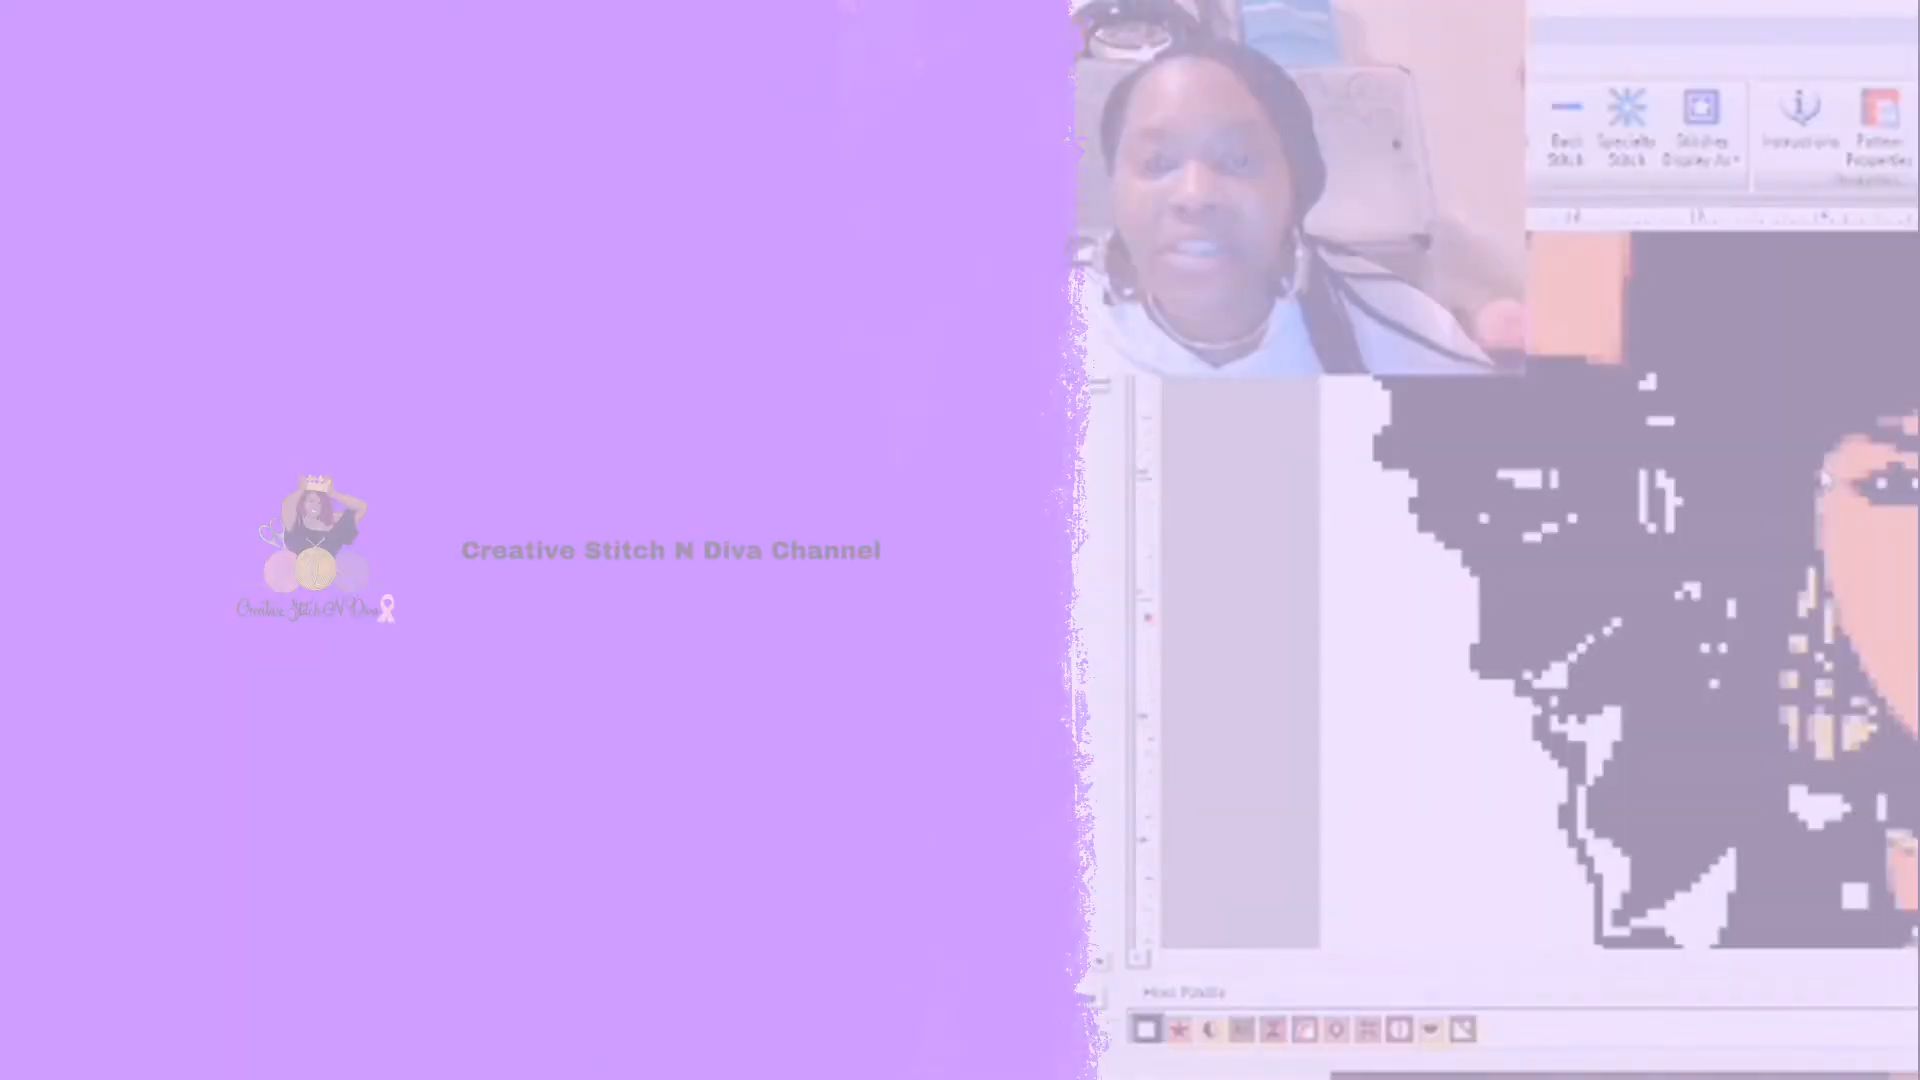 Creative Stitch N Diva Channel
Creative Stitch N Diva
Back
Stitch
Specialty
Stitch
Stitches
Display As
Instructions
Pattern
Properties